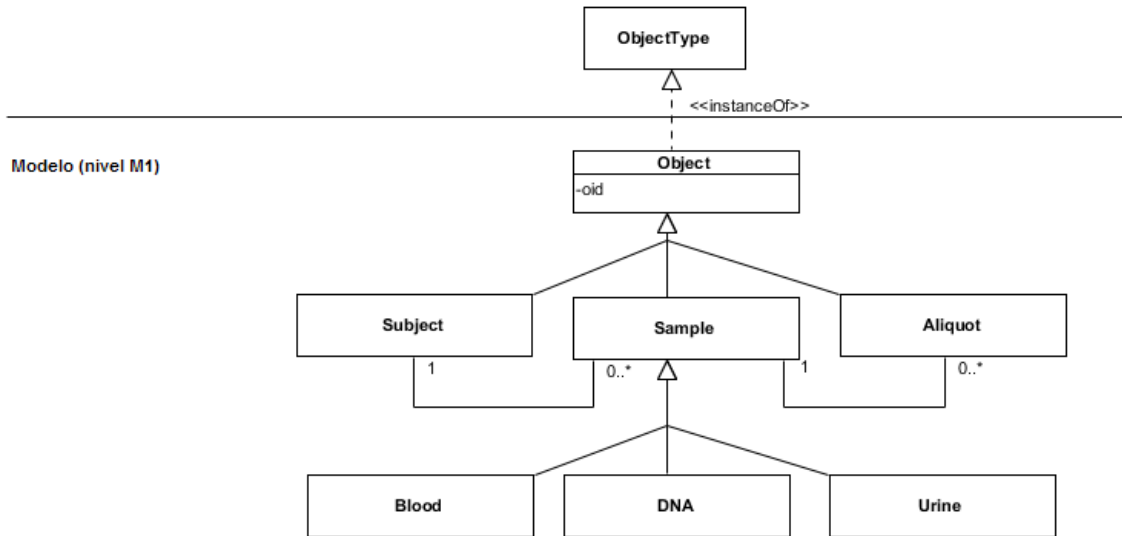 ObjectType
<<instanceOf>>
Modelo (nivel M1)
Object
-oid
Subject
Sample
Aliquot
1
0..*
1
0..*
Blood
DNA
Urine